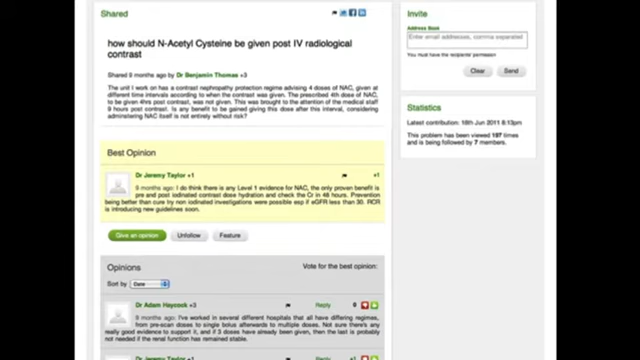 Shared
how should N-Acetyl Cysteine be given post IV radiological
contrast
Shared 9 months ago by Dr Benjamin Thomas +3
The unit I work on has a contrast nephropathy protection regime advising 4 doses of NAC, given
at different time intervals according to when the contrast was given. The prescribed 4th dose of NAC,
to be given 4hrs post contrast, was not given. This was brought to the attention of the medical staff
9 hours post contrast. Is any benefit to be gained giving this dose after this interval, considering
adminstering NAC itself is not entirely without risk?
Best Opinion
Dr Jeremy Taylor +1
+1
9 months ago: I do think there is any Level 1 evidence for NAC, the only proven benefit is
pre and post iodinated contrast dose hydration and check the Cr in 48 hours. Prevention
being better than cure try non iodinated investigations were possible esp if eGFR less than 30. RCR
is introducing new guidelines soon.
Give an opinion
Unfollow
Feature
Opinions
Vote for the best opinion:
Sort by
Date
Dr Adam Haycock +3
Reply
0
9 months ago: I've worked in several different hospitals that all have differing regimes,
from pre-scan doses to single bolus afterwards to multiple doses. Not sure there's any
really good evidence to support it, and if 3 doses have already been given, then the last is probably
not needed if the renal function has remained stable.
Dr Jeremy Taylor +1
Reply
Invite
Address Book
Enter email addresses, comma separated
You must have the recipients' permission
Clear
Send
Statistics
Latest contribution: 18th Jun 2011 8:13pm
This problem has been viewed 197 times
and is being followed by 7 members.